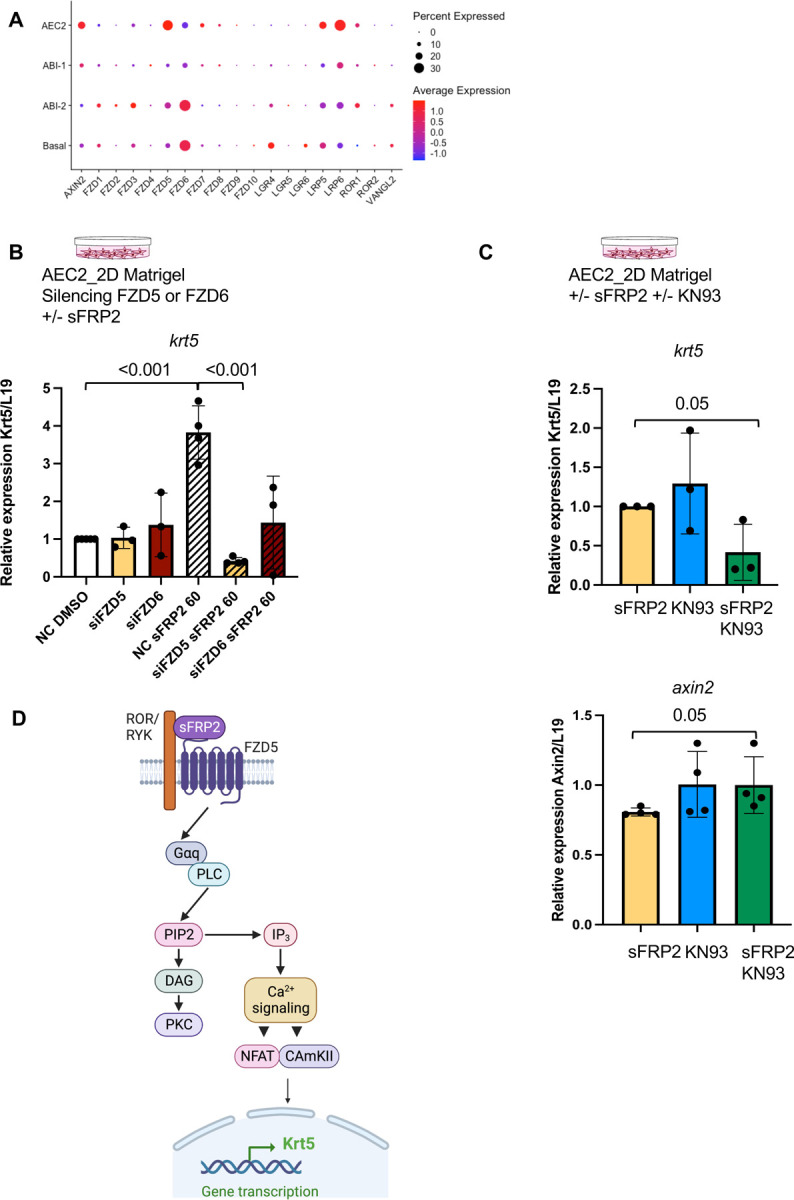 A
AEC2
ABI-1
ABI-2
Basal
AXIN2
FZD1
FZD2
FZD3
FZD4
FZD5
FZD6
FZD7
FZD8
FZD9
FZD10
LGR4
LGR5
LGR6
LRP5
LRP6
ROR1
ROR2
VANGL2
Percent Expressed
0
10
20
30
Average Expression
1.0
0.5
0.0
-0.5
-1.0
B
AEC2_2D Matrigel
Silencing FZD5 or FZD6
+/- sFRP2
krt5
<0.001
<0.001
Relative expression Krt5/L19
5
4
3
2
1
0
NC DMSO
siFZD5
siFZD6
NC sFRP2 60
siFZD5 sFRP2 60
siFZD6 sFRP2 60
C
AEC2_2D Matrigel
+/- sFRP2 +/- KN93
krt5
0.05
Relative expression Krt5/L19
2.5
2.0
1.5
1.0
0.5
0.0
sFRP2
KN93
sFRP2
KN93
axin2
0.05
Relative expression Axin2/L19
1.5
1.0
0.5
0.0
sFRP2
KN93
sFRP2
KN93
D
ROR/
RYK
sFRP2
FZD5
Gαq
PLC
PIP2
IP3
DAG
PKC
Ca2+
signaling
NFAT
CAmKII
Krt5
Gene transcription